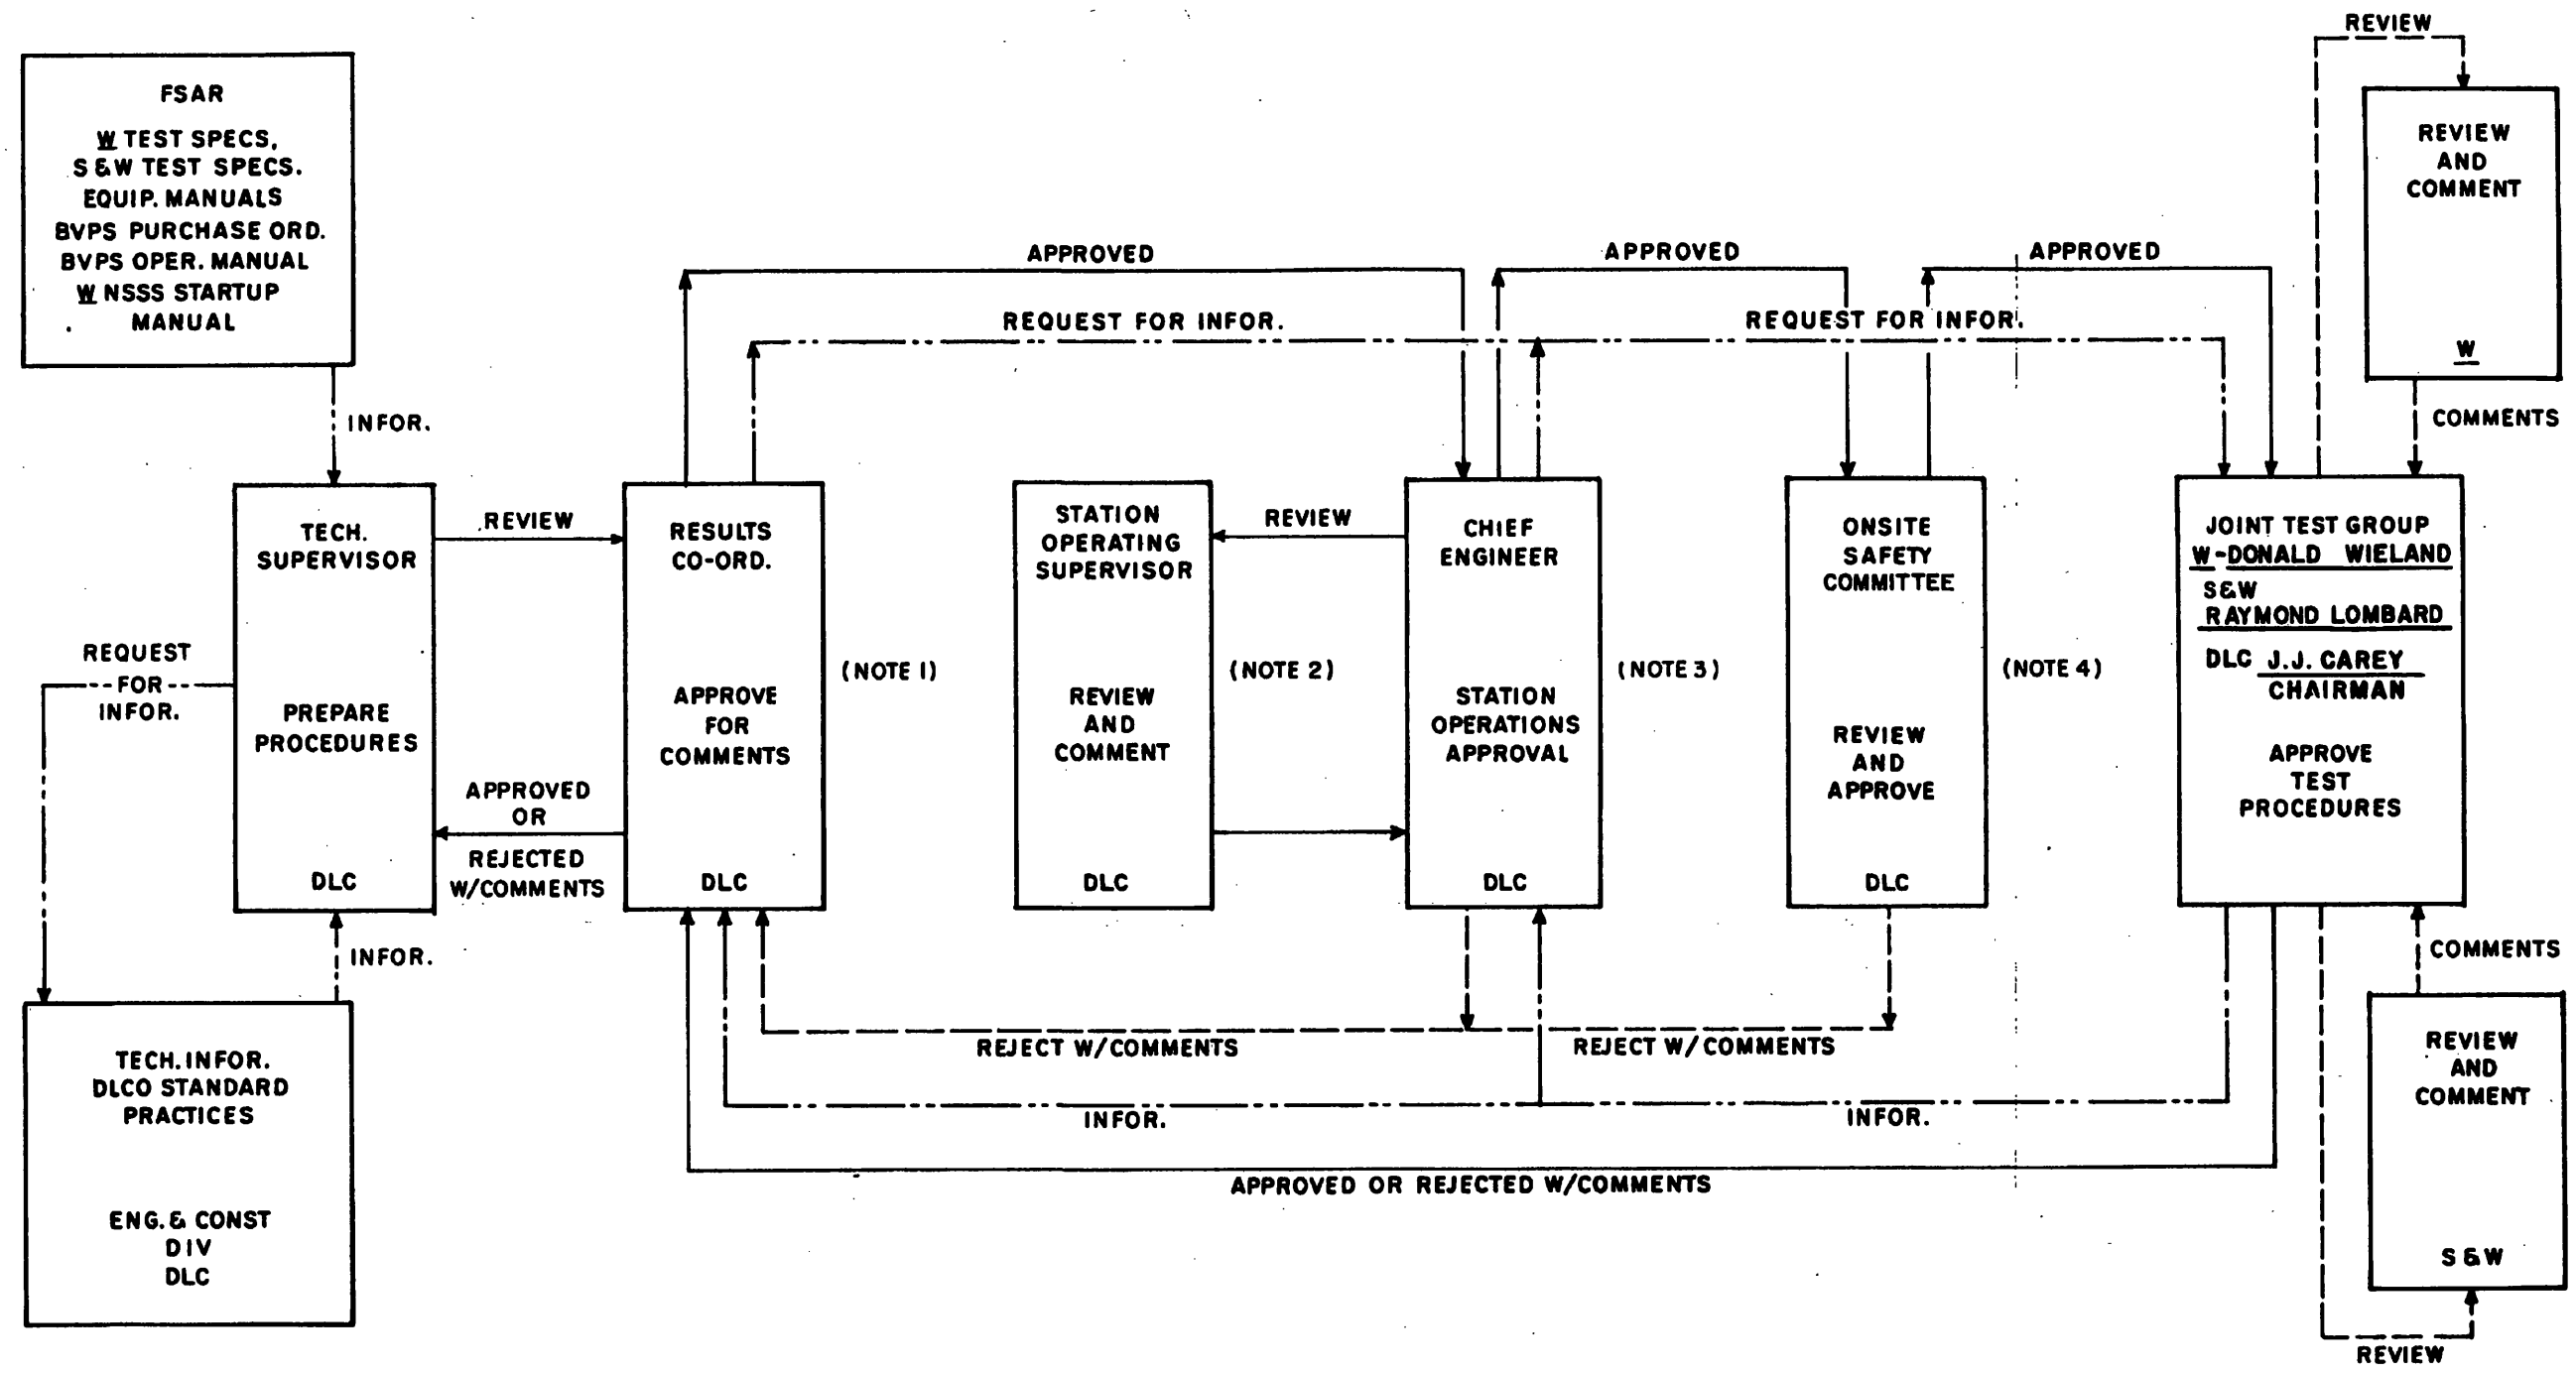 FSAR
W TEST SPECS,
S&W TEST SPECS.
EQUIP. MANUALS
BVPS PURCHASE ORD.
BVPS OPER. MANUAL
W NSSS STARTUP
MANUAL
INFOR.
TECH.
SUPERVISOR
PREPARE
PROCEDURES
DLC
REQUEST
FOR
INFOR.
INFOR.
TECH. INFOR.
DLCO STANDARD
PRACTICES
ENG. & CONST
DIV
DLC
REVIEW
APPROVED
OR
REJECTED
W/COMMENTS
RESULTS
CO-ORD.
APPROVE
FOR
COMMENTS
DLC
(NOTE 1)
APPROVED
REQUEST FOR INFOR.
STATION
OPERATING
SUPERVISOR
REVIEW
AND
COMMENT
DLC
(NOTE 2)
REVIEW
CHIEF
ENGINEER
STATION
OPERATIONS
APPROVAL
DLC
(NOTE 3)
APPROVED
REQUEST FOR INFOR.
ONSITE
SAFETY
COMMITTEE
REVIEW
AND
APPROVE
DLC
(NOTE 4)
APPROVED
JOINT TEST GROUP
W-DONALD WIELAND
S&W
RAYMOND LOMBARD
DLC J.J. CAREY
CHAIRMAN
APPROVE
TEST
PROCEDURES
REVIEW
REVIEW
AND
COMMENT
W
COMMENTS
COMMENTS
REVIEW
AND
COMMENT
S&W
REVIEW
REJECT W/COMMENTS
REJECT W/COMMENTS
INFOR.
INFOR.
APPROVED OR REJECTED W/COMMENTS